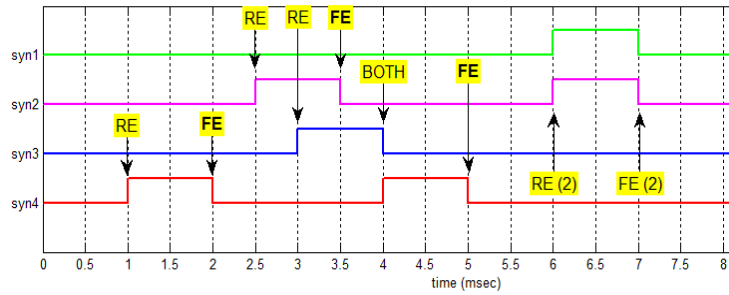 RE RE FE
syn1
BOTH
FE
syn2
RE FE
syn3
RE (2) FE (2)
syn4
0 0.5 1 1.5 2 2.5 3 3.5 4 4.5 5 5.5 6 6.5 7 7.5 8
time (msec)